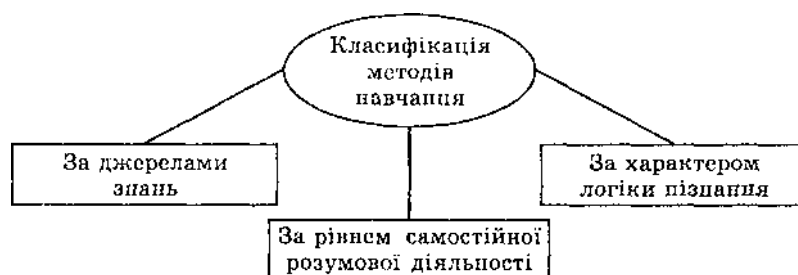 Класифікація
методів
навчання
За джерелами
знань
За характером
логіки пізнання
За рівнем самостійної
розумової діяльності